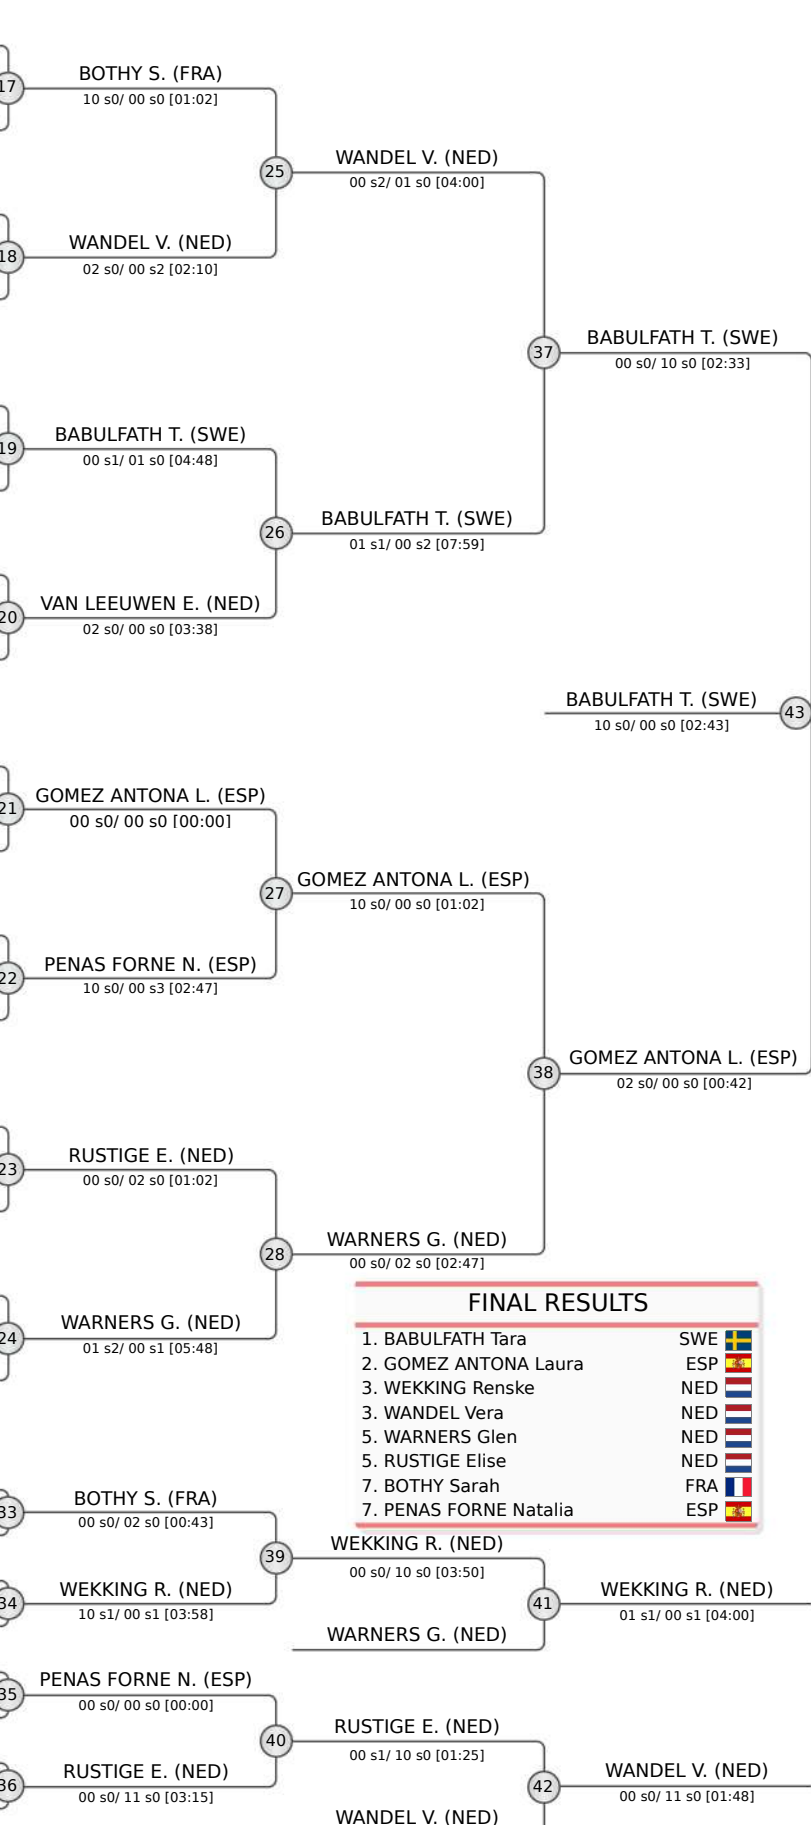 17
BOTHY S. (FRA)
10 s0/ 00 s0 [01:02]
25
WANDEL V. (NED)
00 s2/ 01 s0 [04:00]
18
WANDEL V. (NED)
02 s0/ 00 s2 [02:10]
37
BABULFATH T. (SWE)
00 s0/ 10 s0 [02:33]
19
BABULFATH T. (SWE)
00 s1/ 01 s0 [04:48]
26
BABULFATH T. (SWE)
01 s1/ 00 s2 [07:59]
20
VAN LEEUWEN E. (NED)
02 s0/ 00 s0 [03:38]
BABULFATH T. (SWE)
43
10 s0/ 00 s0 [02:43]
21
GOMEZ ANTONA L. (ESP)
00 s0/ 00 s0 [00:00]
27
GOMEZ ANTONA L. (ESP)
10 s0/ 00 s0 [01:02]
22
PENAS FORNE N. (ESP)
10 s0/ 00 s3 [02:47]
38
GOMEZ ANTONA L. (ESP)
02 s0/ 00 s0 [00:42]
23
RUSTIGE E. (NED)
00 s0/ 02 s0 [01:02]
28
WARNERS G. (NED)
00 s0/ 02 s0 [02:47]
24
WARNERS G. (NED)
01 s2/ 00 s1 [05:48]
FINAL RESULTS
1. BABULFATH Tara SWE
2. GOMEZ ANTONA Laura ESP
3. WEKKING Renske NED
3. WANDEL Vera NED
5. WARNERS Glen NED
5. RUSTIGE Elise NED
7. BOTHY Sarah FRA
7. PENAS FORNE Natalia ESP
33
BOTHY S. (FRA)
00 s0/ 02 s0 [00:43]
39
WEKKING R. (NED)
00 s0/ 10 s0 [03:50]
34
WEKKING R. (NED)
10 s1/ 00 s1 [03:58]
41
WEKKING R. (NED)
01 s1/ 00 s1 [04:00]
WARNERS G. (NED)
35
PENAS FORNE N. (ESP)
00 s0/ 00 s0 [00:00]
40
RUSTIGE E. (NED)
00 s1/ 10 s0 [01:25]
36
RUSTIGE E. (NED)
00 s0/ 11 s0 [03:15]
42
WANDEL V. (NED)
00 s0/ 11 s0 [01:48]
WANDEL V. (NED)